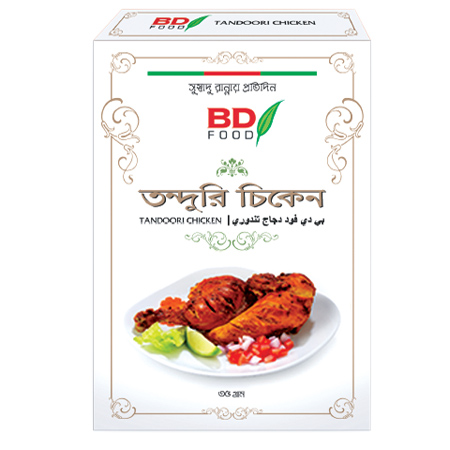 BD FOOD TANDOORI CHICKEN
সুস্বাদু রান্নায় প্রতিদিন
BD
FOOD
তন্দুরি চিকেন
TANDOORI CHICKEN | بي دي فود دجاج تندوري
৩৫ গ্রাম